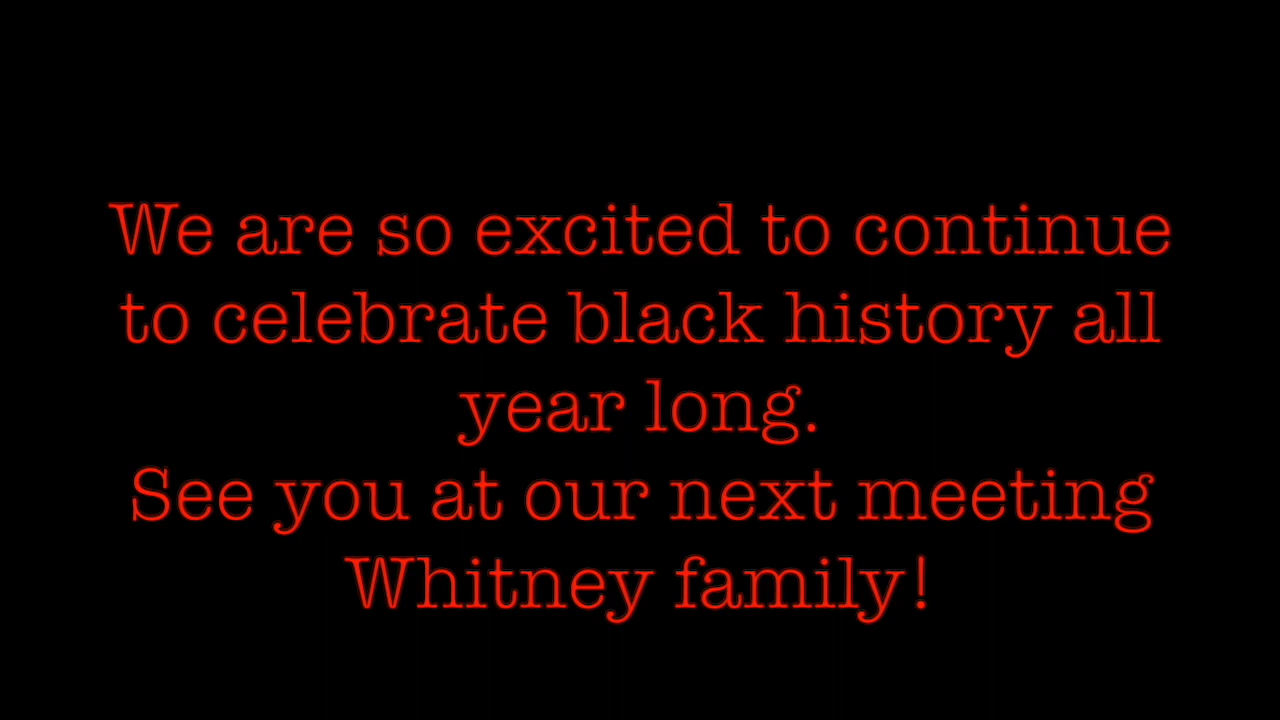 We are so excited to continue
to celebrate black history all
year long.
See you at our next meeting
Whitney family!